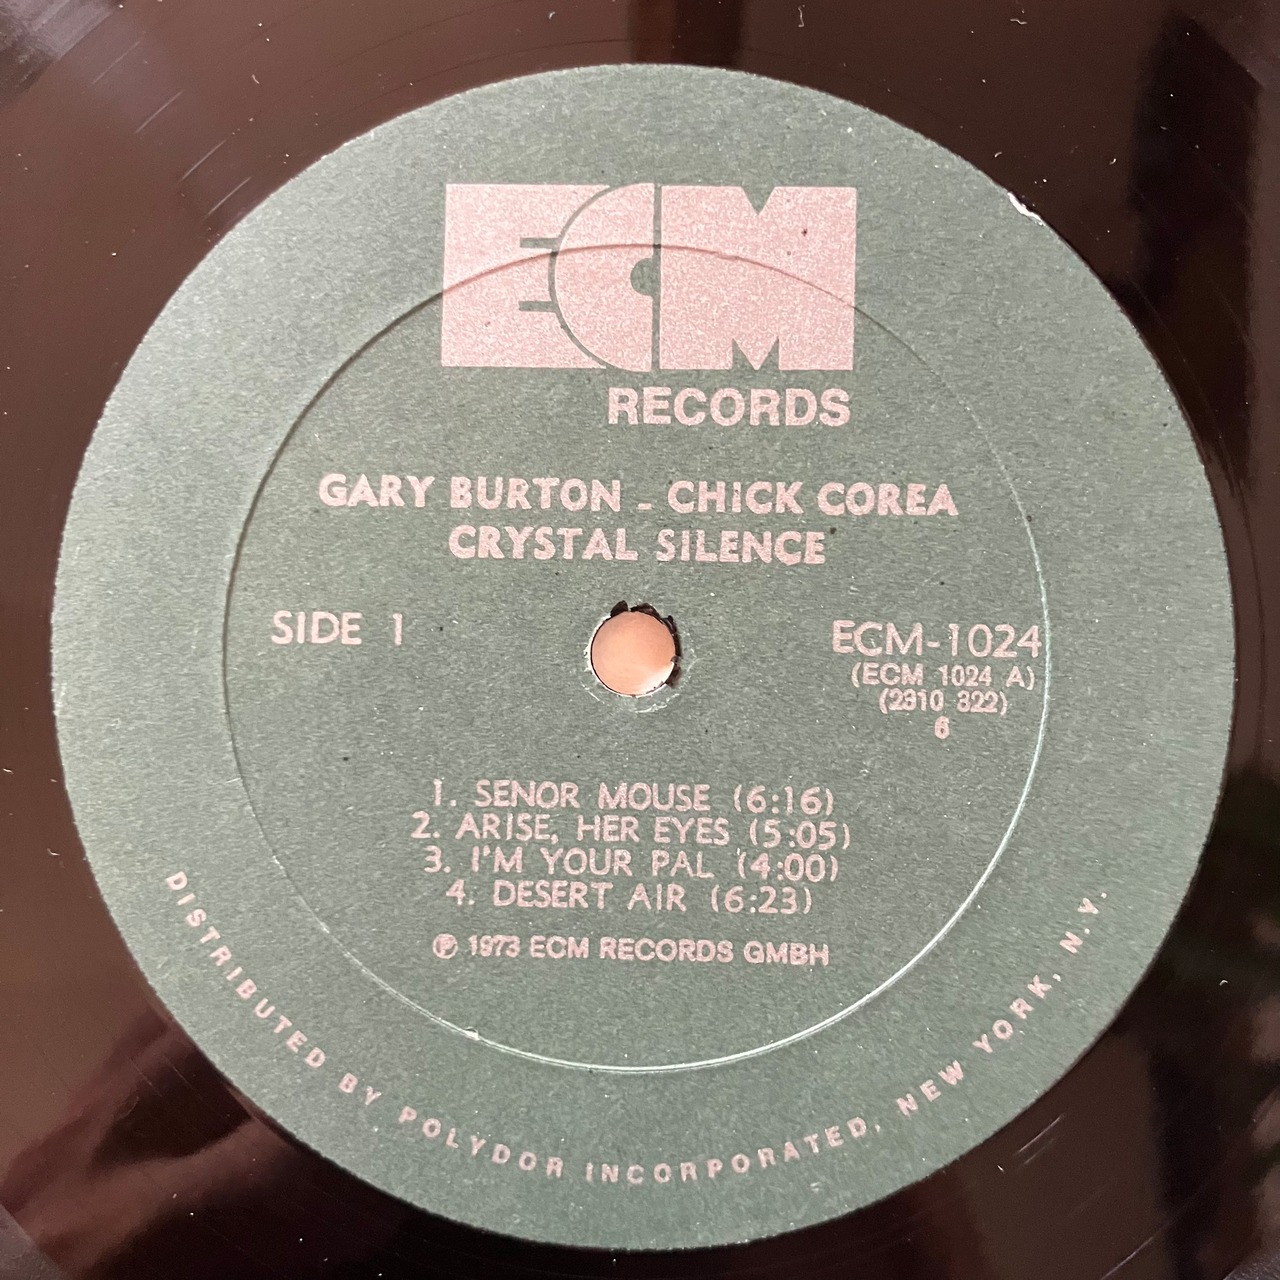 ECM
RECORDS
GARY BURTON - CHICK COREA
CRYSTAL SILENCE
SIDE 1
ECM-1024
(ECM 1024 A)
(2310 322)
6
1. SENOR MOUSE (6:16)
2. ARISE, HER EYES (5:05)
3. I'M YOUR PAL (4:00)
4. DESERT AIR (6:23)
℗ 1973 ECM RECORDS GMBH
DISTRIBUTED BY POLYDOR INCORPORATED, NEW YORK, N.Y.